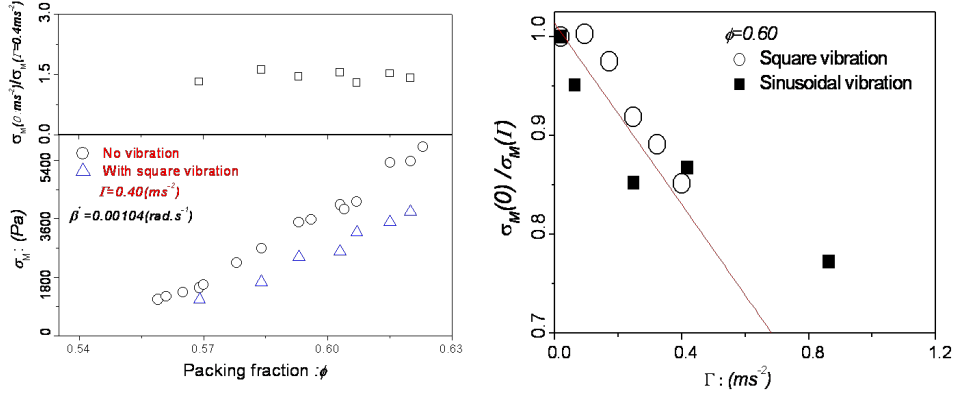 σM(0 ms-2)/σM(Γ=0.4ms-2)
3.0
1.5
0.0
No vibration
With square vibration
Γ=0.40(ms-2)
β˙=0.00104(rad.s-1)
σM: (Pa)
5400
3600
1800
0
0.54
0.57
0.60
0.63
Packing fraction :ϕ
σM(0)/σM(Γ)
1.0
0.9
0.8
0.7
ϕ=0.60
Square vibration
Sinusoidal vibration
0.0
0.4
0.8
1.2
Γ:(ms-2)